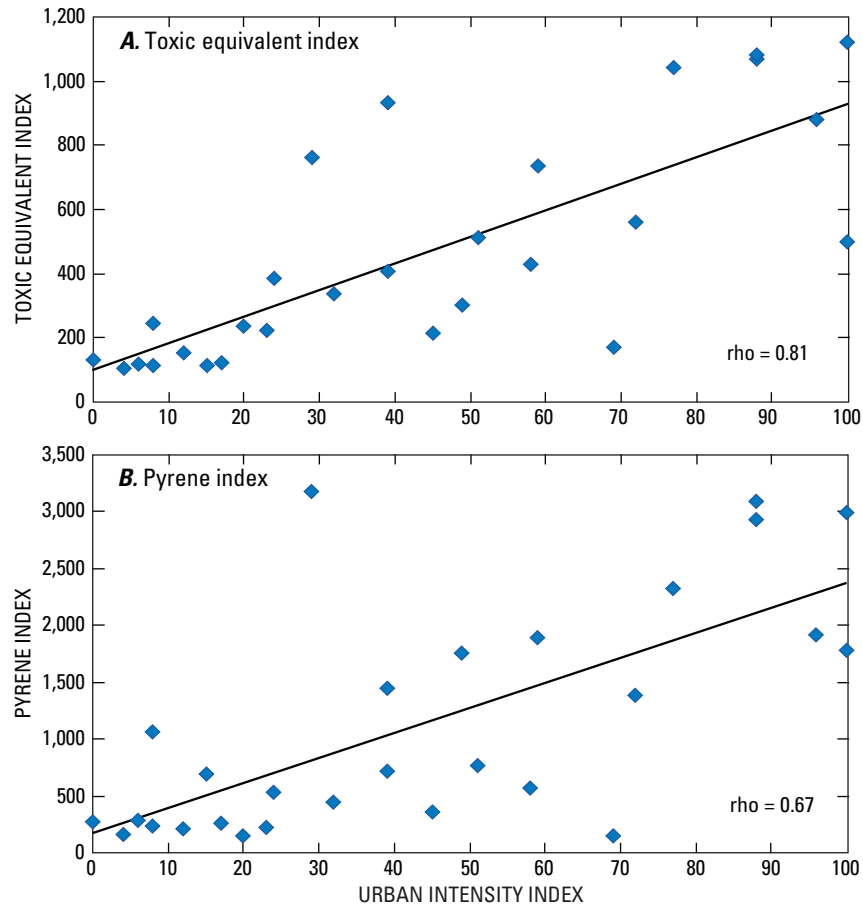 A. Toxic equivalent index
TOXIC EQUIVALENT INDEX
1,200
1,000
800
600
400
200
0
rho = 0.81
0 10 20 30 40 50 60 70 80 90 100
B. Pyrene index
PYRENE INDEX
3,500
3,000
2,500
2,000
1,500
1,000
500
0
rho = 0.67
0 10 20 30 40 50 60 70 80 90 100
URBAN INTENSITY INDEX